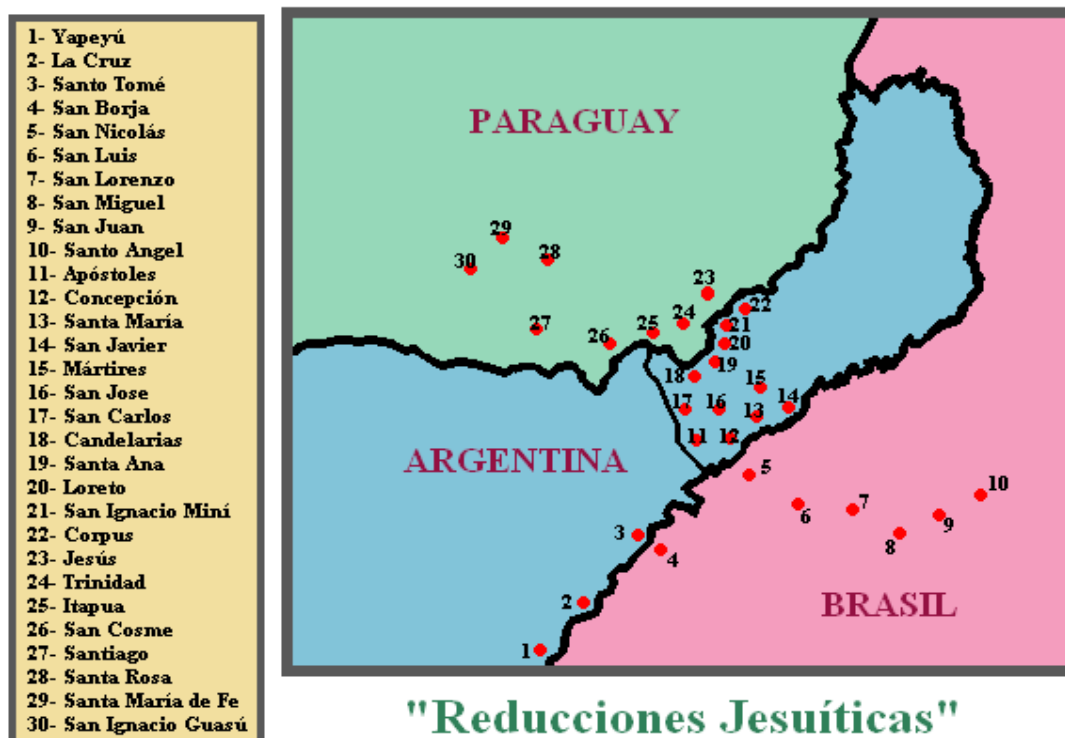 1- Yapeyú
2- La Cruz
3- Santo Tomé
4- San Borja
5- San Nicolás
6- San Luis
7- San Lorenzo
8- San Miguel
9- San Juan
10- Santo Angel
11- Apóstoles
12- Concepción
13- Santa María
14- San Javier
15- Mártires
16- San Jose
17- San Carlos
18- Candelarias
19- Santa Ana
20- Loreto
21- San Ignacio Miní
22- Corpus
23- Jesús
24- Trinidad
25- Itapua
26- San Cosme
27- Santiago
28- Santa Rosa
29- Santa María de Fe
30- San Ignacio Guasú
PARAGUAY
29
28
30
23
22
27
26
25
24
21
20
19
18
15
17
16
13
14
11
12
ARGENTINA
5
10
6
7
9
8
3
4
BRASIL
2
1
"Reducciones Jesuíticas"